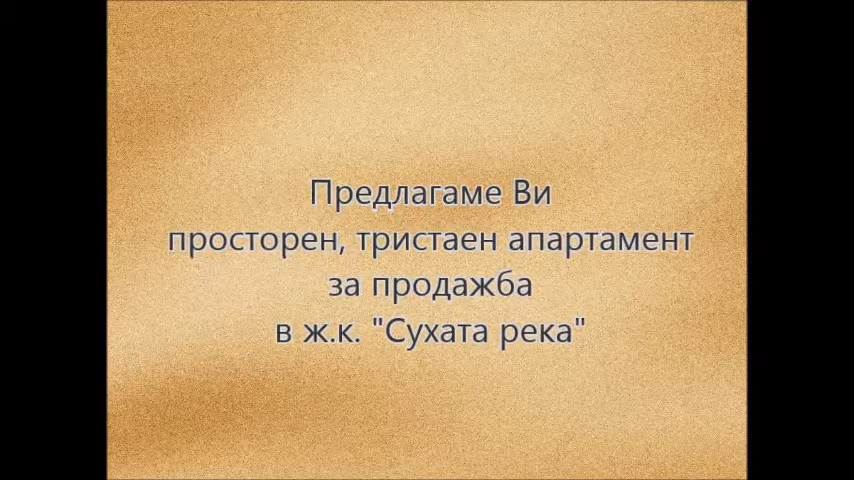 Предлагаме Ви
просторен, тристаен апартамент
за продажба
в ж.к. "Сухата река"